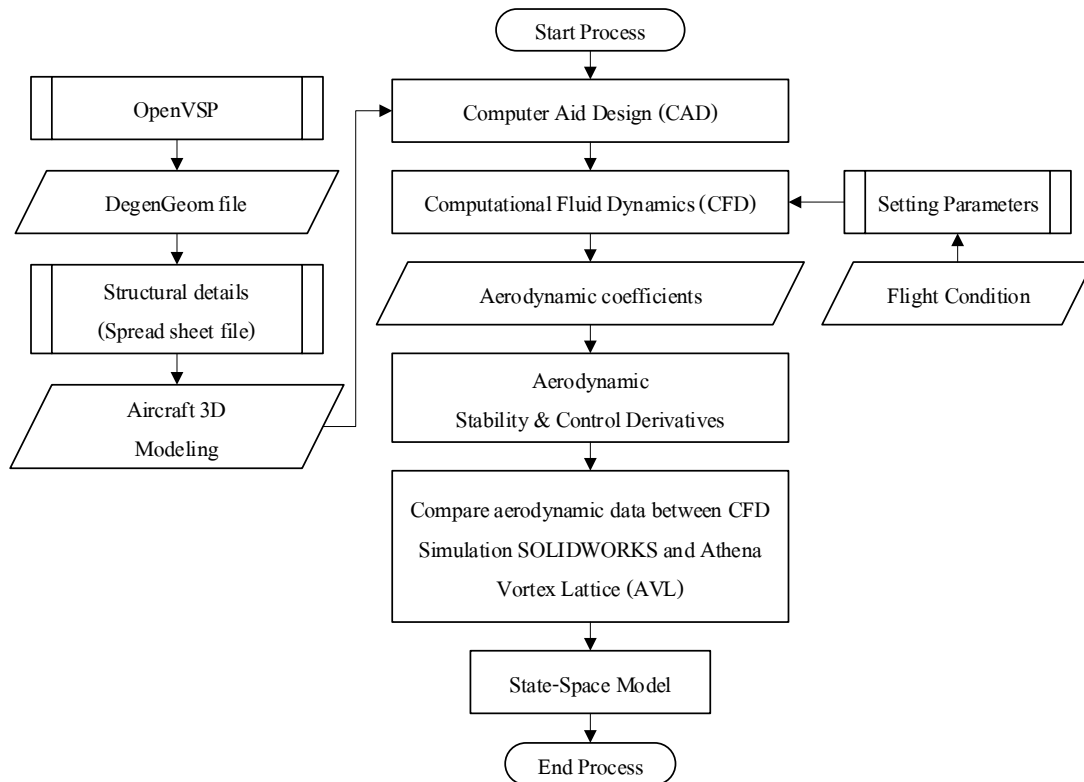 Start Process
OpenVSP
Computer Aid Design (CAD)
DegenGeom file
Computational Fluid Dynamics (CFD)
Setting Parameters
Structural details
(Spread sheet file)
Aerodynamic coefficients
Flight Condition
Aircraft 3D
Modeling
Aerodynamic
Stability & Control Derivatives
Compare aerodynamic data between CFD
Simulation SOLIDWORKS and Athena
Vortex Lattice (AVL)
State-Space Model
End Process